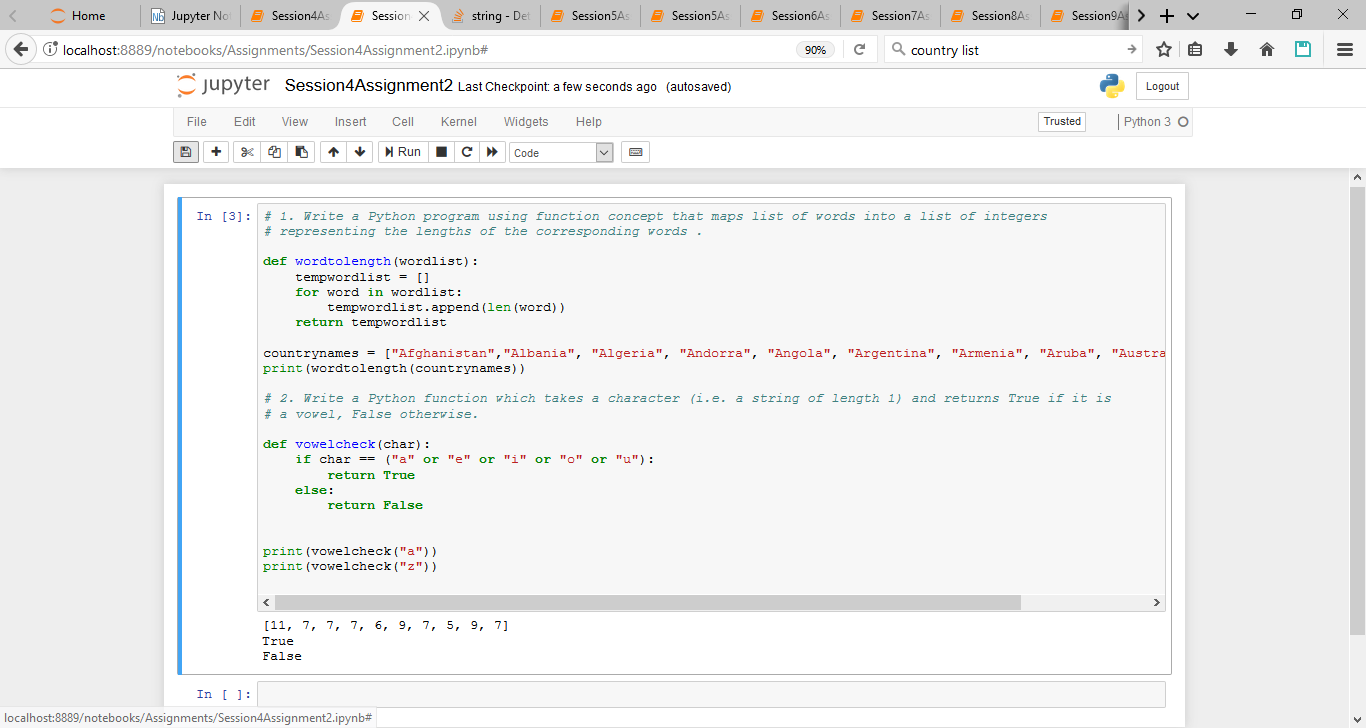 Home
Jupyter No
Session4As
Session
string - Det
Session5As
Session5As
Session6As
Session7As
Session8As
Session9As
localhost:8889/notebooks/Assignments/Session4Assignment2.ipynb#
90%
country list
jupyter Session4Assignment2 Last Checkpoint: a few seconds ago (autosaved)
Logout
File Edit View Insert Cell Kernel Widgets Help
Trusted
Python 3
Run
Code
In [3]:
# 1. Write a Python program using function concept that maps list of words into a list of integers
# representing the lengths of the corresponding words .
def wordtolength(wordlist):
    tempwordlist = []
    for word in wordlist:
        tempwordlist.append(len(word))
    return tempwordlist
countrynames = ["Afghanistan","Albania", "Algeria", "Andorra", "Angola", "Argentina", "Armenia", "Aruba", "Austra
print(wordtolength(countrynames))
# 2. Write a Python function which takes a character (i.e. a string of length 1) and returns True if it is
# a vowel, False otherwise.
def vowelcheck(char):
    if char == ("a" or "e" or "i" or "o" or "u"):
        return True
    else:
        return False
print(vowelcheck("a"))
print(vowelcheck("z"))
[11, 7, 7, 7, 6, 9, 7, 5, 9, 7]
True
False
In [ ]:
localhost:8889/notebooks/Assignments/Session4Assignment2.ipynb#